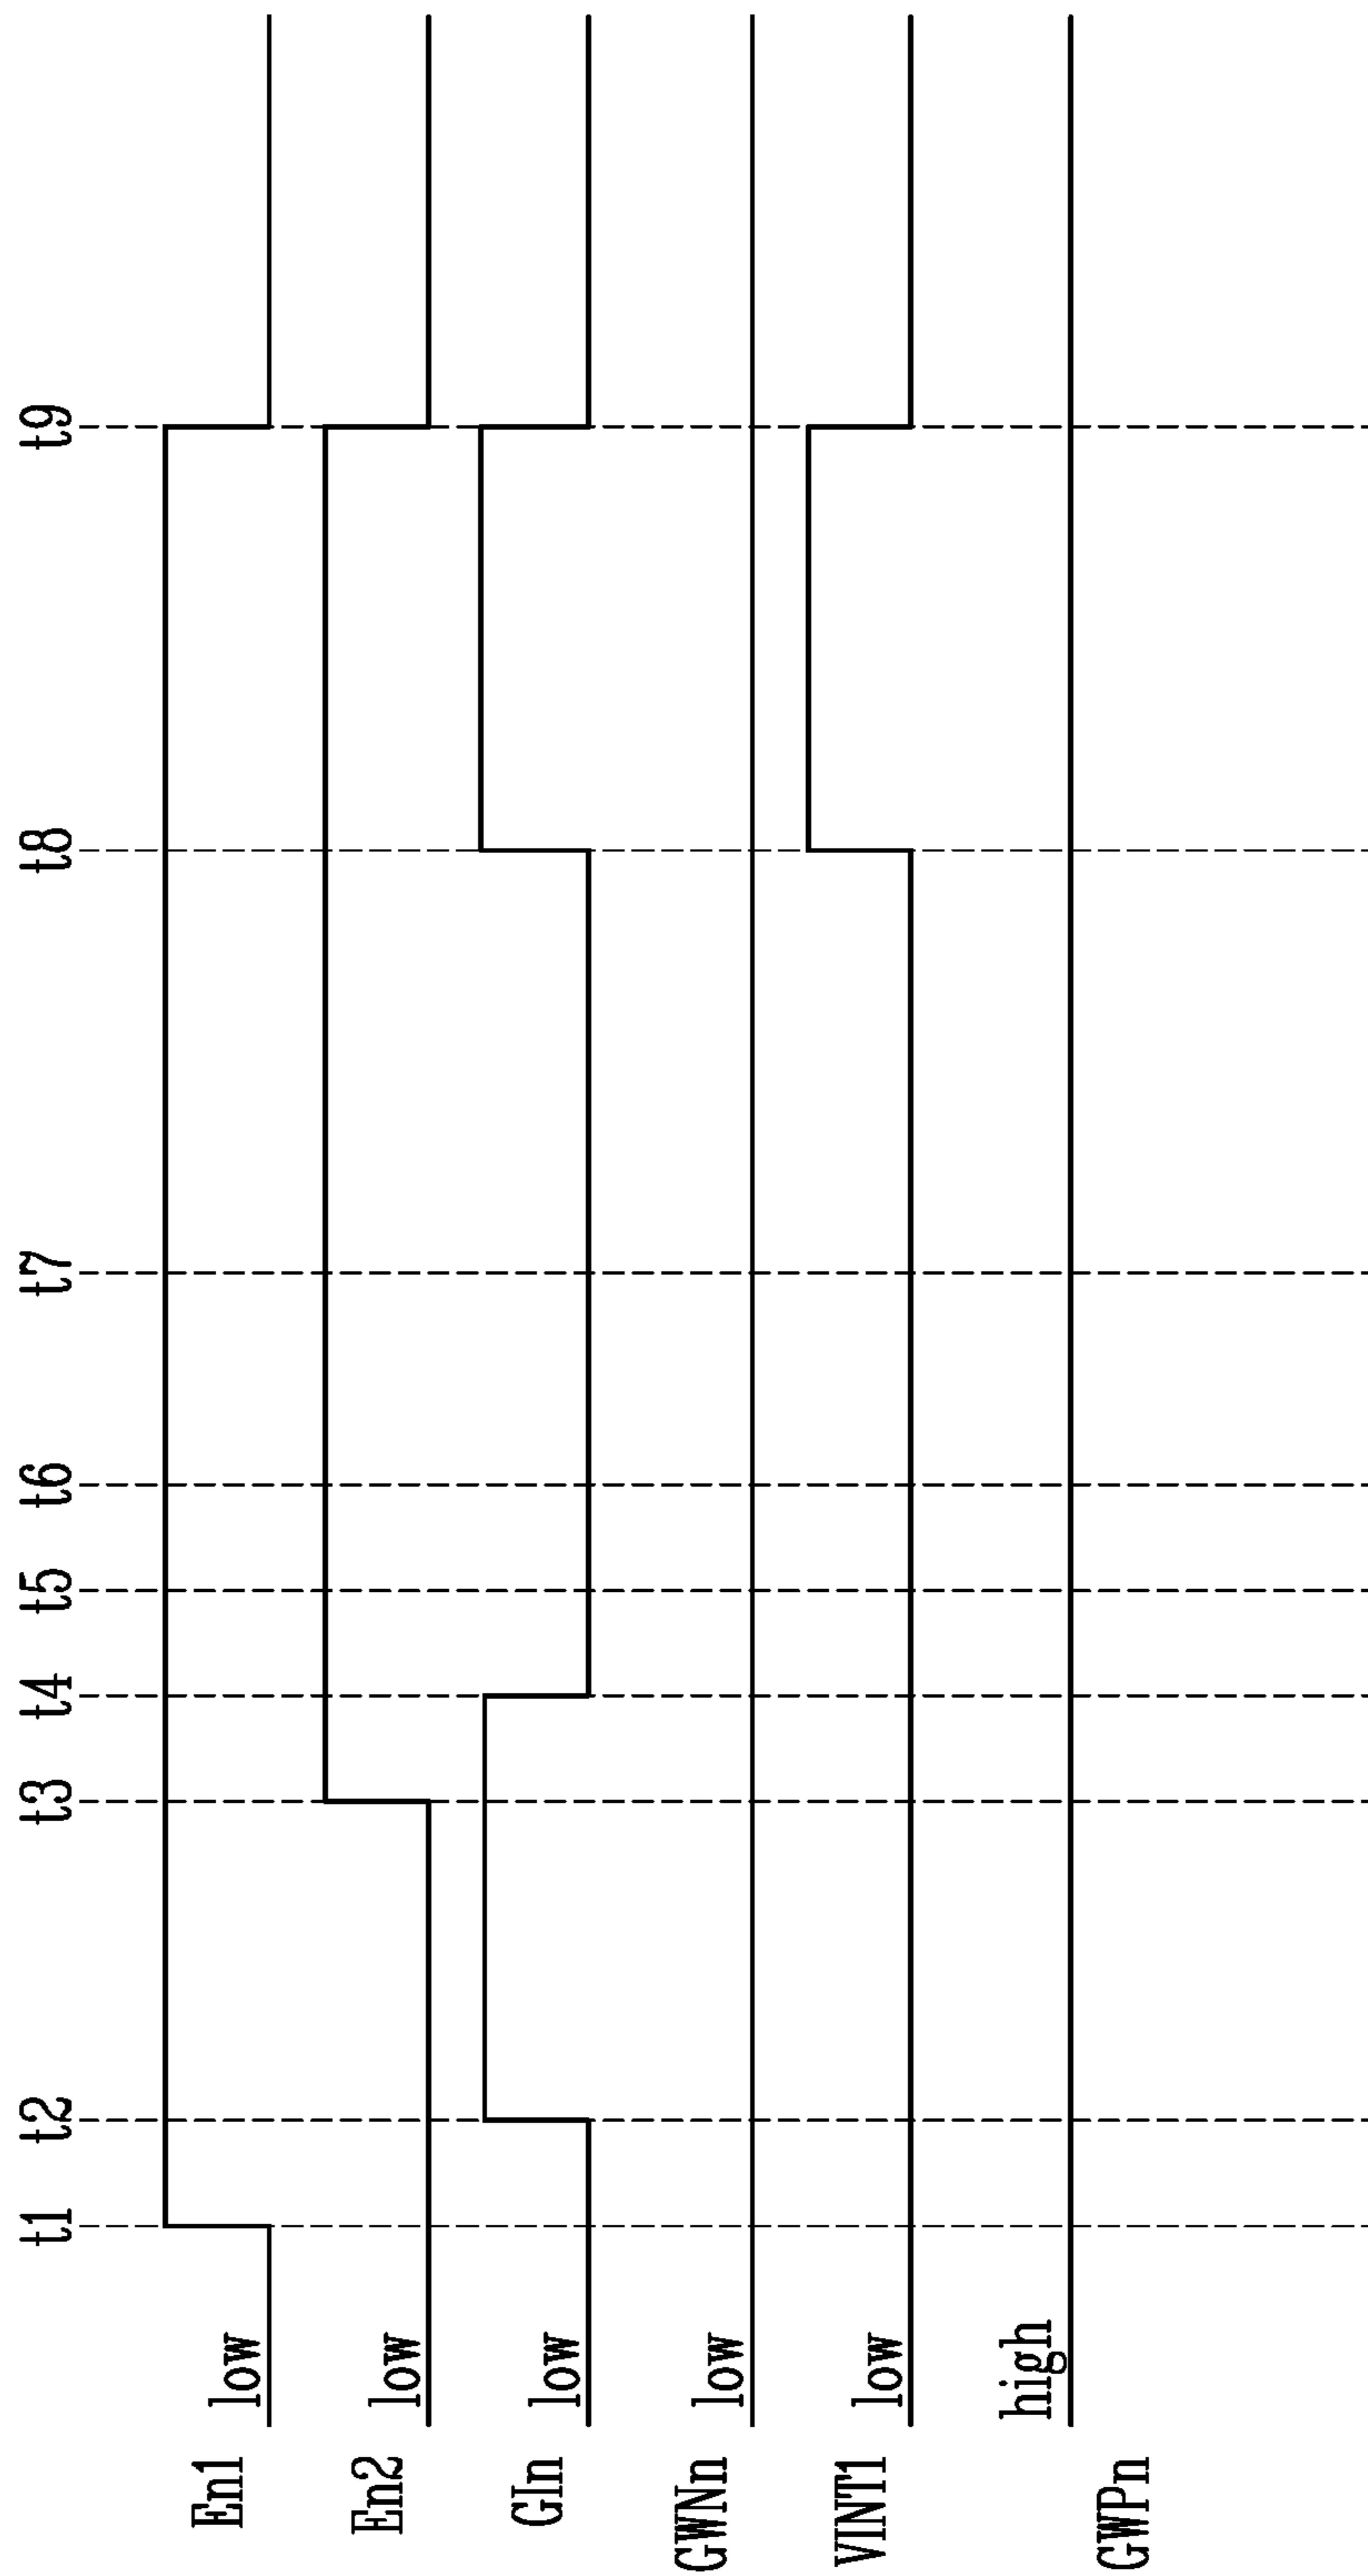 t1 t2 t3 t4 t5 t6 t7 t8 t9
En1 low
En2 low
GIn low
GWNn low
VINT1 low
GWPn high